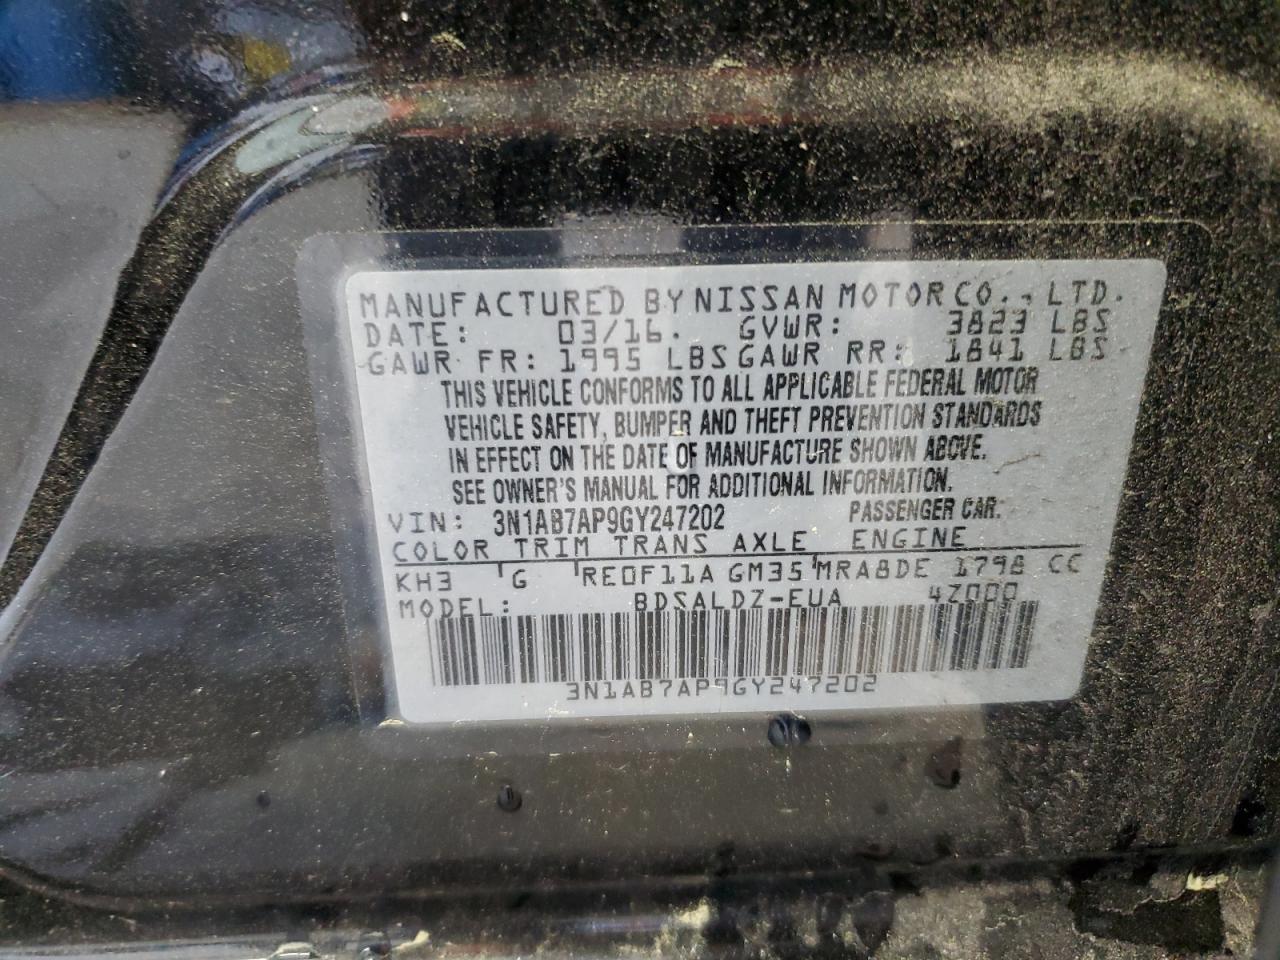 MANUFACTURED BY NISSAN MOTOR CO., LTD.
DATE: 03/16. GVWR: 3823 LBS
GAWR FR: 1995 LBS GAWR RR: 1841 LBS
THIS VEHICLE CONFORMS TO ALL APPLICABLE FEDERAL MOTOR
VEHICLE SAFETY, BUMPER AND THEFT PREVENTION STANDARDS
IN EFFECT ON THE DATE OF MANUFACTURE SHOWN ABOVE.
SEE OWNER'S MANUAL FOR ADDITIONAL INFORMATION.
VIN: 3N1AB7AP9GY247202 PASSENGER CAR.
COLOR TRIM TRANS AXLE ENGINE
KH3 G RE0F11A GM35 MRA8DE 1798 CC
MODEL: BDSALDZ-EUA 4Z000
3N1AB7AP9GY247202